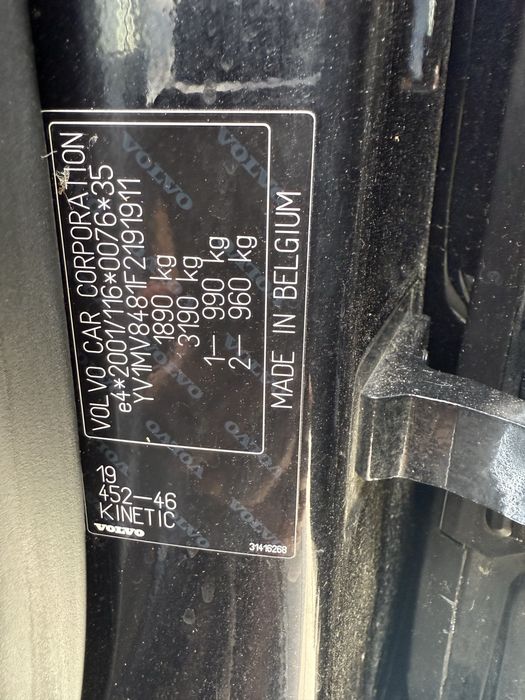 VOLVO CAR CORPORATION
e4*2001/116*0076*35
YV1MV8481F2191911
1890 kg
3190 kg
1– 990 kg
2– 960 kg
MADE IN BELGIUM
19
452–46
KINETIC
VOLVO
31416268